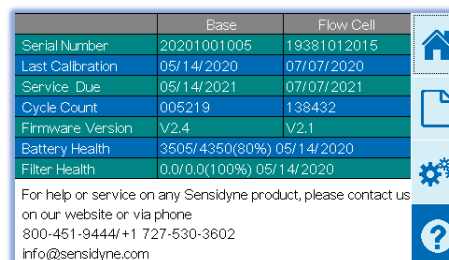 Base Flow Cell
Serial Number 20201001005 19381012015
Last Calibration 05/14/2020 07/07/2020
Service Due 05/14/2021 07/07/2021
Cycle Count 005219 138432
Firmware Version V2.4 V2.1
Battery Health 3505/4350(80%) 05/14/2020
Filter Health 0.0/0.0(100%) 05/14/2020
For help or service on any Sensidyne product, please contact us
on our website or via phone
800-451-9444/+1 727-530-3602
info@sensidyne.com
?